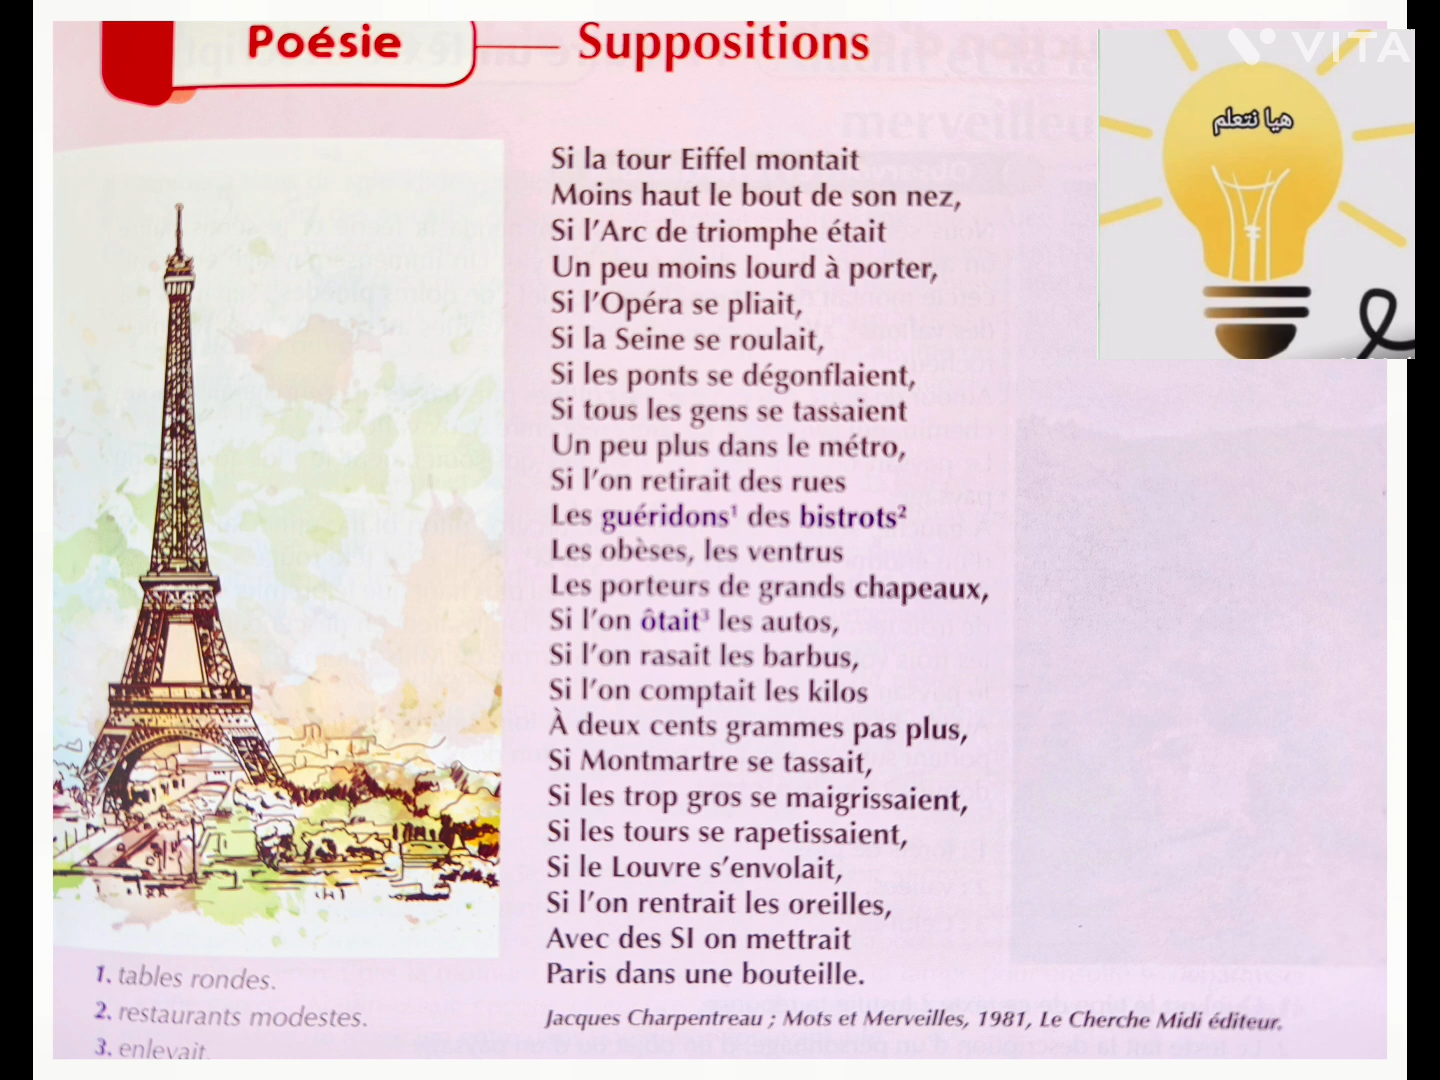 Poésie
Suppositions
VITA
هيا نتعلم
Si la tour Eiffel montait
Moins haut le bout de son nez,
Si l'Arc de triomphe était
Un peu moins lourd à porter,
Si l'Opéra se pliait,
Si la Seine se roulait,
Si les ponts se dégonflaient,
Si tous les gens se tassaient
Un peu plus dans le métro,
Si l'on retirait des rues
Les guéridons¹ des bistrots²
Les obèses, les ventrus
Les porteurs de grands chapeaux,
Si l'on ôtait³ les autos,
Si l'on rasait les barbus,
Si l'on comptait les kilos
À deux cents grammes pas plus,
Si Montmartre se tassait,
Si les trop gros se maigrissaient,
Si les tours se rapetissaient,
Si le Louvre s'envolait,
Si l'on rentrait les oreilles,
Avec des SI on mettrait
Paris dans une bouteille.
Jacques Charpentreau ; Mots et Merveilles, 1981, Le Cherche Midi éditeur.
1. tables rondes.
2. restaurants modestes.
3. enlevait.